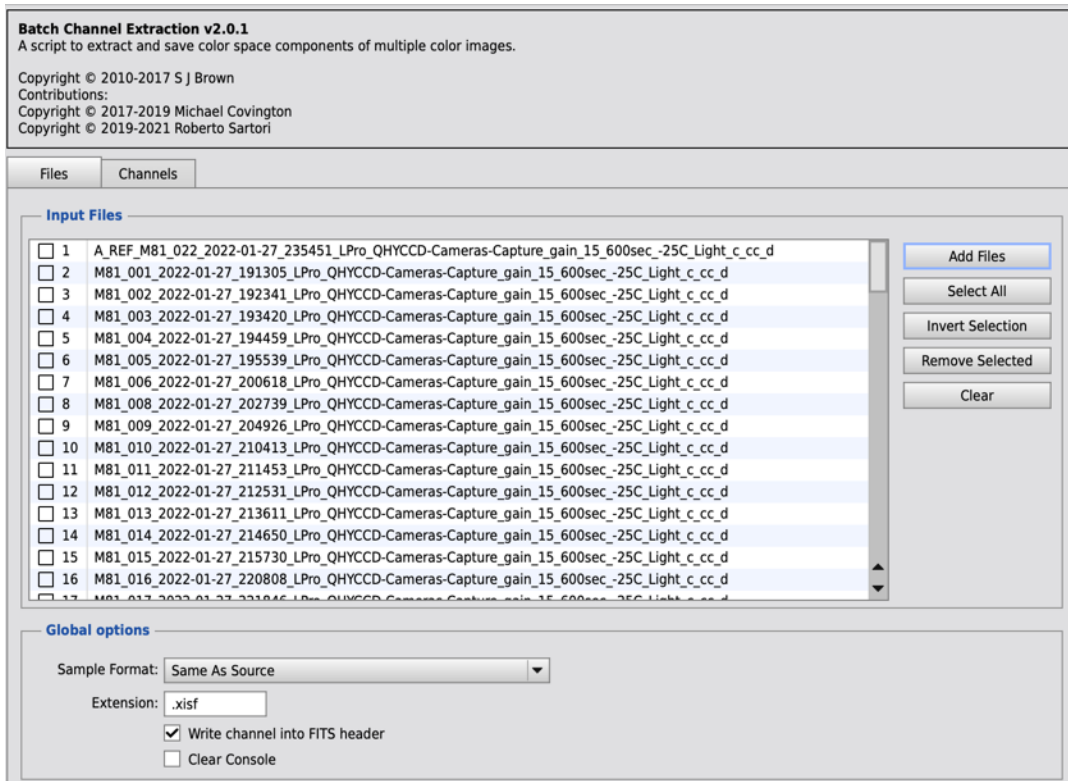 Batch Channel Extraction v2.0.1
A script to extract and save color space components of multiple color images.
Copyright © 2010-2017 S J Brown
Contributions:
Copyright © 2017-2019 Michael Covington
Copyright © 2019-2021 Roberto Sartori
Files
Channels
Input Files
1 A_REF_M81_022_2022-01-27_235451_LPro_QHYCCD-Cameras-Capture_gain_15_600sec_-25C_Light_c_cc_d
2 M81_001_2022-01-27_191305_LPro_QHYCCD-Cameras-Capture_gain_15_600sec_-25C_Light_c_cc_d
3 M81_002_2022-01-27_192341_LPro_QHYCCD-Cameras-Capture_gain_15_600sec_-25C_Light_c_cc_d
4 M81_003_2022-01-27_193420_LPro_QHYCCD-Cameras-Capture_gain_15_600sec_-25C_Light_c_cc_d
5 M81_004_2022-01-27_194459_LPro_QHYCCD-Cameras-Capture_gain_15_600sec_-25C_Light_c_cc_d
6 M81_005_2022-01-27_195539_LPro_QHYCCD-Cameras-Capture_gain_15_600sec_-25C_Light_c_cc_d
7 M81_006_2022-01-27_200618_LPro_QHYCCD-Cameras-Capture_gain_15_600sec_-25C_Light_c_cc_d
8 M81_008_2022-01-27_202739_LPro_QHYCCD-Cameras-Capture_gain_15_600sec_-25C_Light_c_cc_d
9 M81_009_2022-01-27_204926_LPro_QHYCCD-Cameras-Capture_gain_15_600sec_-25C_Light_c_cc_d
10 M81_010_2022-01-27_210413_LPro_QHYCCD-Cameras-Capture_gain_15_600sec_-25C_Light_c_cc_d
11 M81_011_2022-01-27_211453_LPro_QHYCCD-Cameras-Capture_gain_15_600sec_-25C_Light_c_cc_d
12 M81_012_2022-01-27_212531_LPro_QHYCCD-Cameras-Capture_gain_15_600sec_-25C_Light_c_cc_d
13 M81_013_2022-01-27_213611_LPro_QHYCCD-Cameras-Capture_gain_15_600sec_-25C_Light_c_cc_d
14 M81_014_2022-01-27_214650_LPro_QHYCCD-Cameras-Capture_gain_15_600sec_-25C_Light_c_cc_d
15 M81_015_2022-01-27_215730_LPro_QHYCCD-Cameras-Capture_gain_15_600sec_-25C_Light_c_cc_d
16 M81_016_2022-01-27_220808_LPro_QHYCCD-Cameras-Capture_gain_15_600sec_-25C_Light_c_cc_d
Add Files
Select All
Invert Selection
Remove Selected
Clear
Global options
Sample Format: Same As Source
Extension: .xisf
Write channel into FITS header
Clear Console